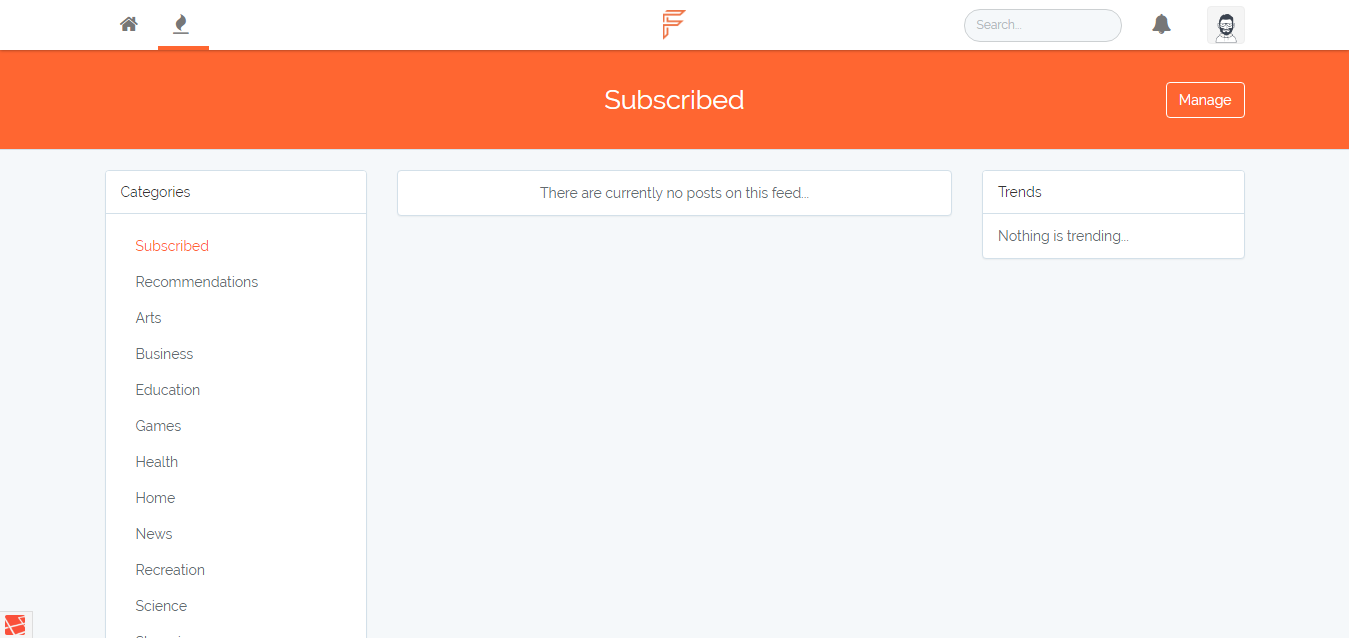 Search...
Subscribed
Manage
Categories
Subscribed
Recommendations
Arts
Business
Education
Games
Health
Home
News
Recreation
Science
There are currently no posts on this feed...
Trends
Nothing is trending...